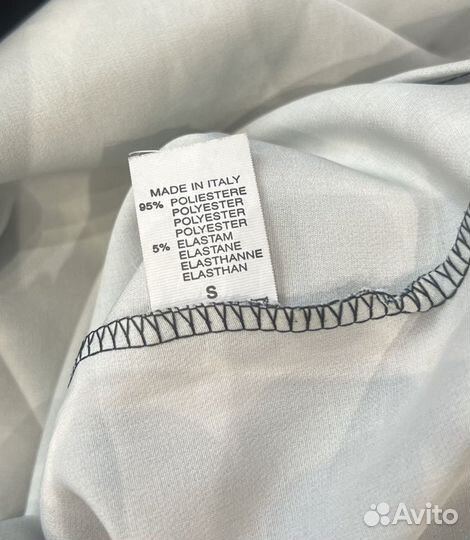 MADE IN ITALY
95% POLIESTERE
POLYESTER
POLYESTER
POLYESTER
5% ELASTAM
ELASTANE
ELASTHANNE
ELASTHAN
S
Avito